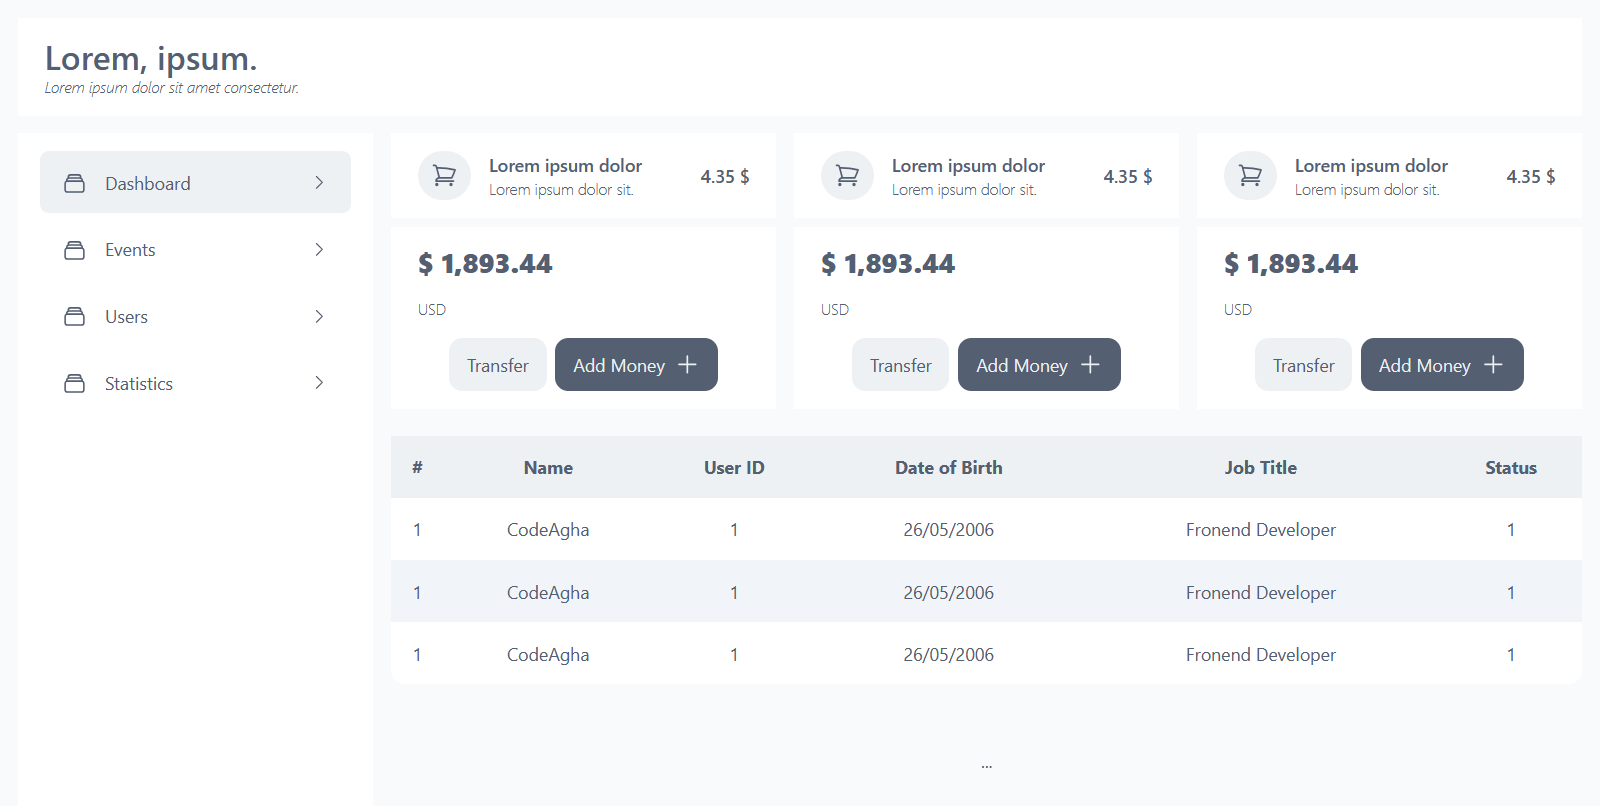 Lorem, ipsum.
Lorem ipsum dolor sit amet consectetur.
Dashboard
Events
Users
Statistics
Lorem ipsum dolor
Lorem ipsum dolor sit.
4.35 $
Lorem ipsum dolor
Lorem ipsum dolor sit.
4.35 $
Lorem ipsum dolor
Lorem ipsum dolor sit.
4.35 $
$ 1,893.44
USD
Transfer Add Money
$ 1,893.44
USD
Transfer Add Money
$ 1,893.44
USD
Transfer Add Money
# Name User ID Date of Birth Job Title Status
1 CodeAgha 1 26/05/2006 Fronend Developer 1
1 CodeAgha 1 26/05/2006 Fronend Developer 1
1 CodeAgha 1 26/05/2006 Fronend Developer 1
...